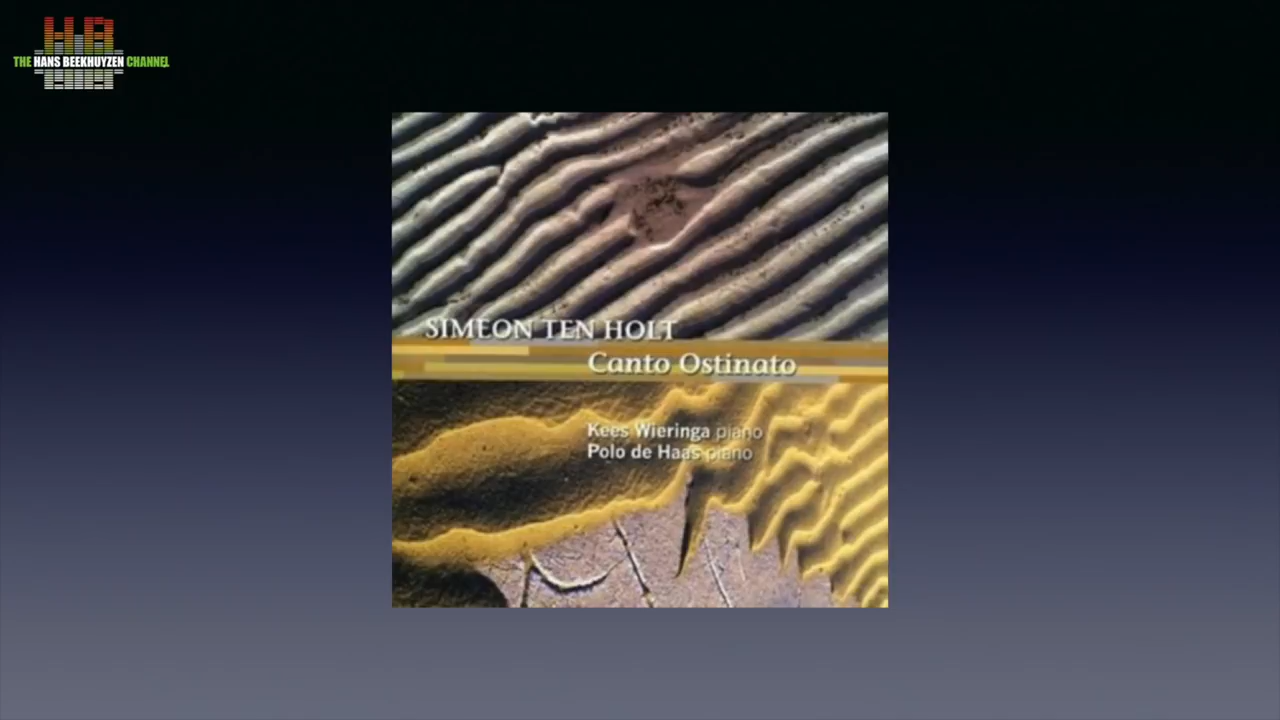 THE HANS BEEKHUYZEN CHANNEL
SIMEON TEN HOLT
Canto Ostinato
Kees Wieringa piano
Polo de Haas piano